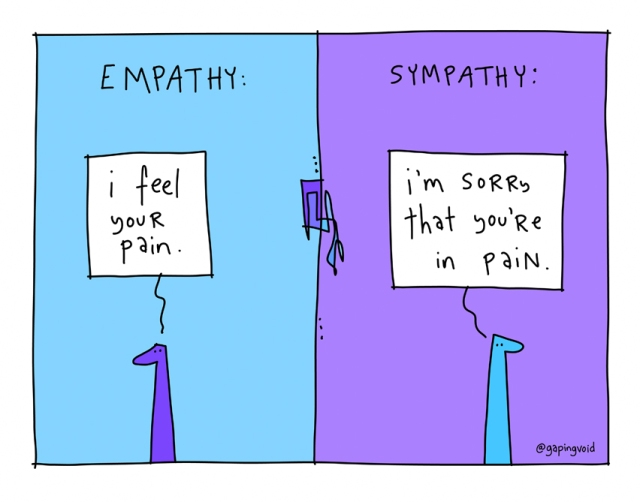 EMPATHY:
i feel
youR
pain.
SYMPATHY:
i'm SoRRy
that you'Re
in paiN.
@gapingvoid